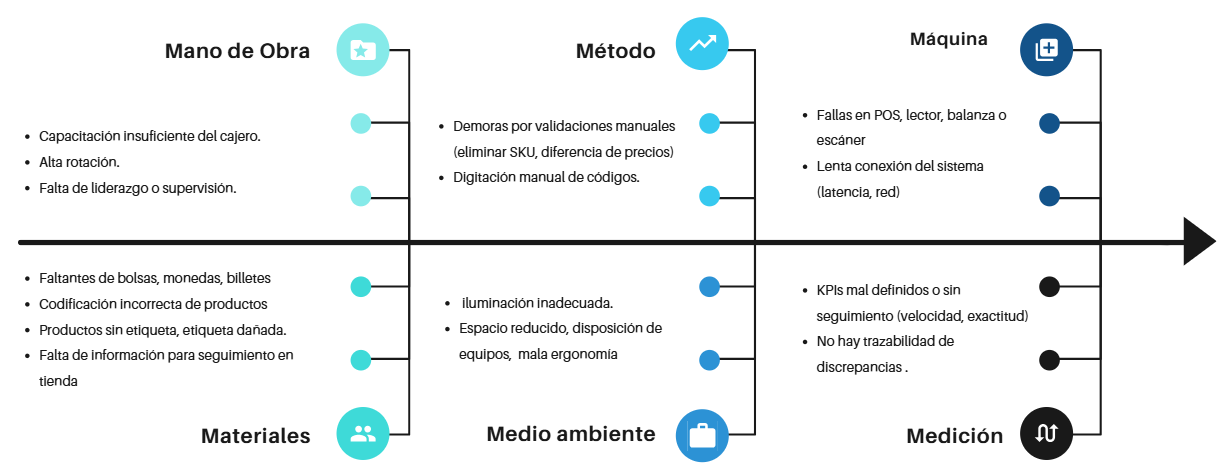 Mano de Obra
• Capacitación insuficiente del cajero.
• Alta rotación.
• Falta de liderazgo o supervisión.
Método
• Demoras por validaciones manuales
(eliminar SKU, diferencia de precios)
• Digitación manual de códigos.
Máquina
• Fallas en POS, lector, balanza o
escáner
• Lenta conexión del sistema
(latencia, red)
• Faltantes de bolsas, monedas, billetes
• Codificación incorrecta de productos
• Productos sin etiqueta, etiqueta dañada.
• Falta de información para seguimiento en
tienda
Materiales
• iluminación inadecuada.
• Espacio reducido, disposición de
equipos, mala ergonomía
Medio ambiente
• KPIs mal definidos o sin
seguimiento (velocidad, exactitud)
• No hay trazabilidad de
discrepancias .
Medición